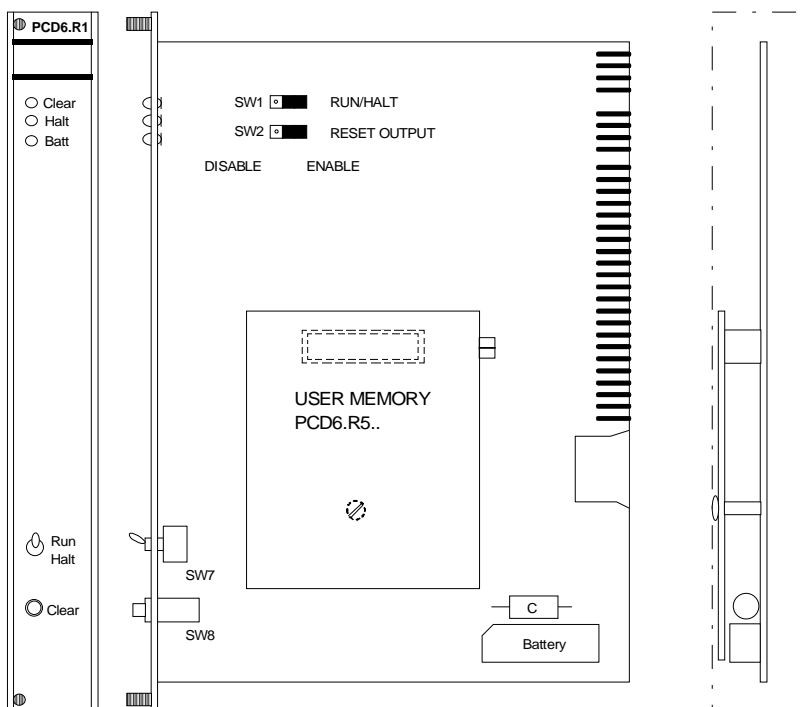 PCD6.R1
Clear
Halt
Batt
Run
Halt
Clear
SW1 RUN/HALT
SW2 RESET OUTPUT
DISABLE ENABLE
USER MEMORY
PCD6.R5..
SW7
SW8
C
Battery